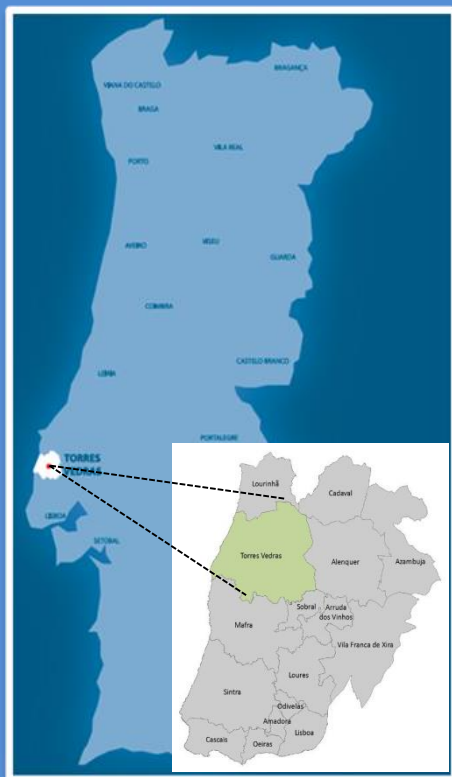 BRAGANÇA
VIANA DO CASTELO
BRAGA
VILA REAL
PORTO
AVEIRO
VISEU
GUARDA
COIMBRA
CASTELO BRANCO
LEIRIA
PORTALEGRE
TORRES
VEDRAS
LISBOA
SETÚBAL
Lourinhã
Cadaval
Torres Vedras
Alenquer
Azambuja
Sobral
Arruda
dos Vinhos
Mafra
Vila Franca de Xira
Loures
Sintra
Odivelas
Amadora
Lisboa
Cascais
Oeiras